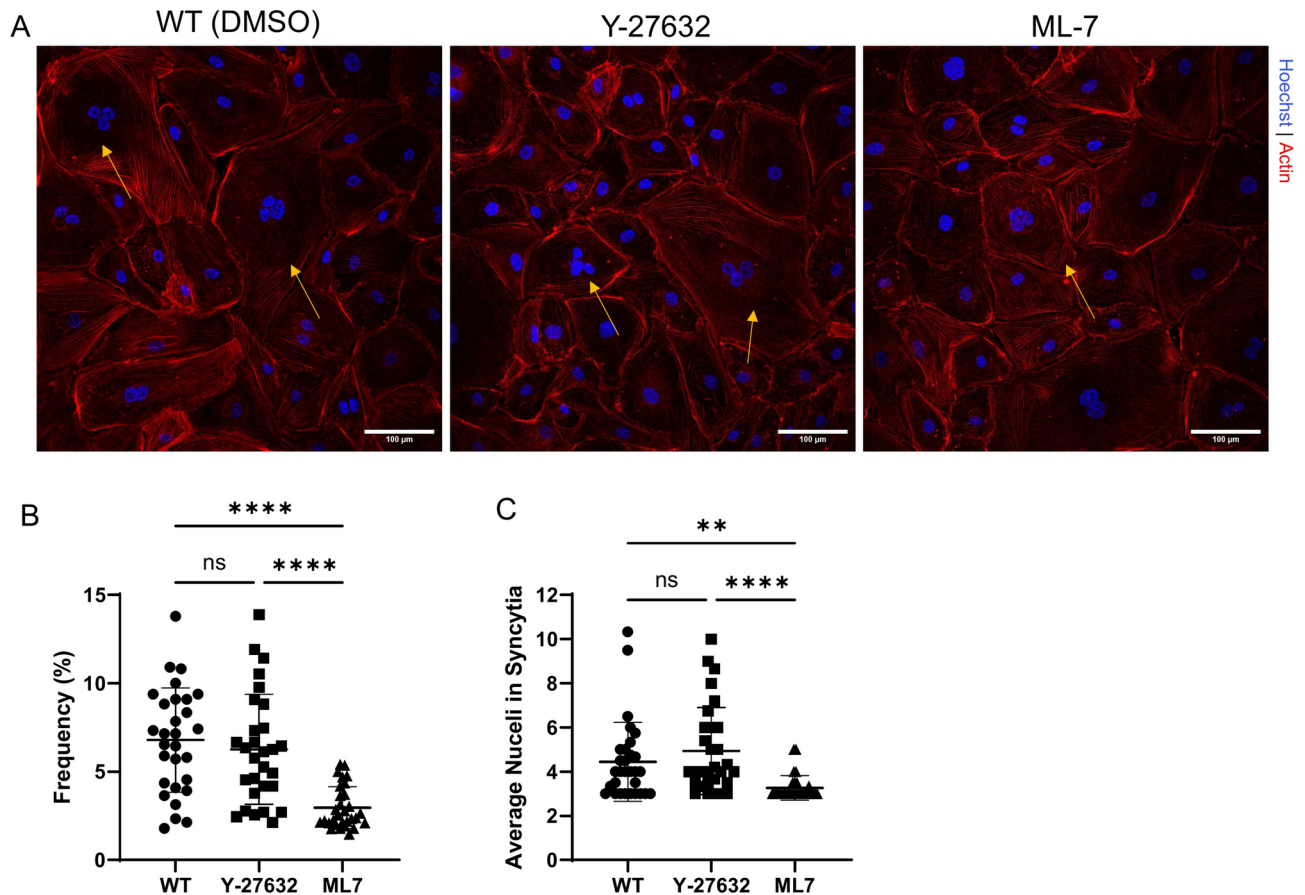 A
WT (DMSO)
Y-27632
ML-7
Hoechst | Actin
100 µm
100 µm
100 µm
B
****
ns
****
Frequency (%)
15
10
5
0
WT
Y-27632
ML7
C
**
ns
****
Average Nuceli in Syncytia
12
10
8
6
4
2
0
WT
Y-27632
ML7